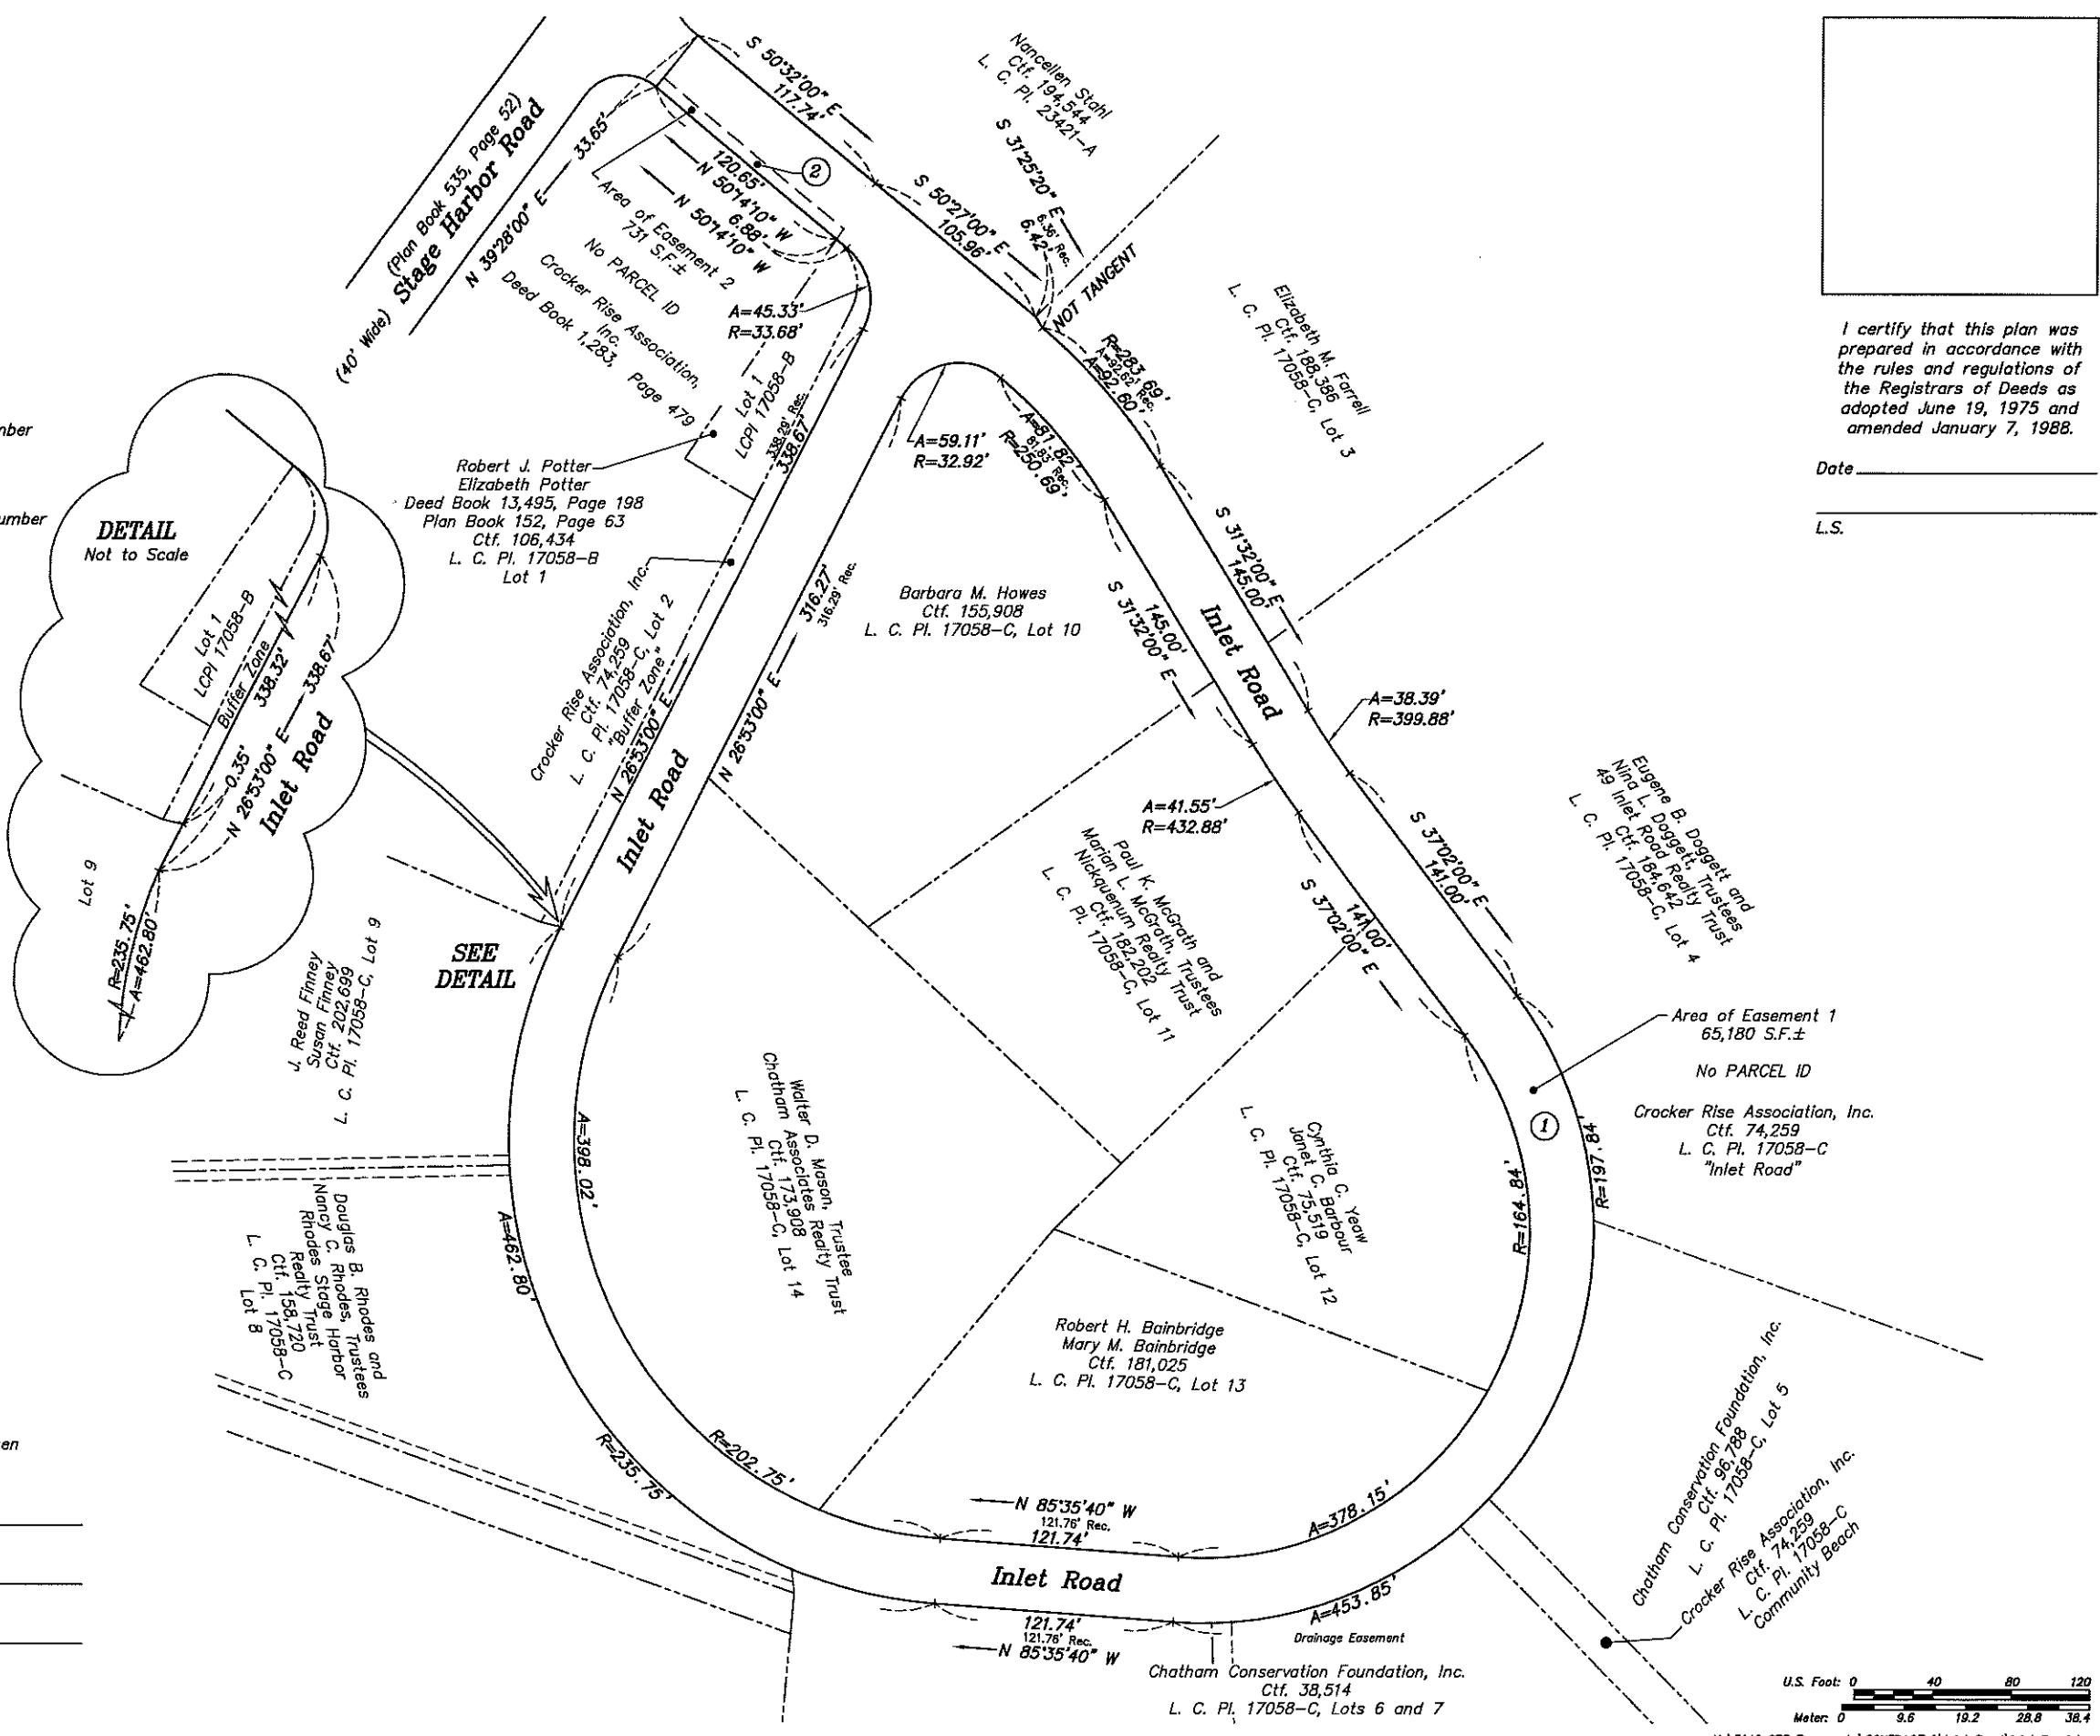 S 50°32'00" E
117.74'
Nancellen Stahl
Ctf. 194,544
L. C. Pl. 23421-A
(Plan Book 535, Page 52)
(40' Wide) Stage Harbor Road
N 39°28'00" E
33.65'
120.65'
N 50°14'10" W
6.88'
N 50°14'10" W
2
Area of Easement 2
731 S.F.±
No PARCEL ID
Crocker Rise Association,
Inc.
Deed Book 1,283, Page 479
S 50°27'00" E
105.96'
S 31°25'20" E
6.36' Rec.
6.42'
NOT TANGENT
A=45.33'
R=33.68'
Lot 1
LCPl 17058-B
338.29' Rec.
338.67'
R=283.69'
A=92.62' Rec.
A=92.60'
Elizabeth M. Farrell
Ctf. 188,386
L. C. Pl. 17058-C, Lot 3
I certify that this plan was
prepared in accordance with
the rules and regulations of
the Registrars of Deeds as
adopted June 19, 1975 and
amended January 7, 1988.
Date
L.S.
nber
umber
en
DETAIL
Not to Scale
Lot 1
LCPl 17058-B
Buffer Zone
338.32'
338.67'
0.35'
N 26°53'00" E
Inlet Road
Lot 9
R=235.75'
A=462.80'
Robert J. Potter
Elizabeth Potter
Deed Book 13,495, Page 198
Plan Book 152, Page 63
Ctf. 106,434
L. C. Pl. 17058-B
Lot 1
A=59.11'
R=32.92'
A=81.82'
81.83' Rec.
R=250.69'
Crocker Rise Association, Inc.
Ctf. 74,259
L. C. Pl. 17058-C, Lot 2
"Buffer Zone"
N 26°53'00" E
316.27'
316.29' Rec.
N 26°53'00" E
Inlet Road
Barbara M. Howes
Ctf. 155,908
L. C. Pl. 17058-C, Lot 10
S 31°32'00" E
145.00'
Inlet Road
145.00'
S 31°32'00" E
A=38.39'
R=399.88'
A=41.55'
R=432.88'
Eugene B. Doggett and
Nina L. Doggett, Trustees
49 Inlet Road Realty Trust
Ctf. 184,642
L. C. Pl. 17058-C, Lot 4
S 37°02'00" E
141.00'
Paul K. McGrath and
Marian L. McGrath, Trustees
Nickquenum Realty Trust
Ctf. 182,202
L. C. Pl. 17058-C, Lot 11
141.00'
S 37°02'00" E
SEE
DETAIL
J. Reed Finney
Susan Finney
Ctf. 202,699
L. C. Pl. 17058-C, Lot 9
Area of Easement 1
65,180 S.F.±
No PARCEL ID
Crocker Rise Association, Inc.
Ctf. 74,259
L. C. Pl. 17058-C
"Inlet Road"
1
Walter D. Mason, Trustee
Chatham Associates Realty Trust
Ctf. 173,908
L. C. Pl. 17058-C, Lot 14
Cynthia C. Yeaw
Janet C. Barbour
Ctf. 75,519
L. C. Pl. 17058-C, Lot 12
R=164.84'
R=197.84'
A=398.02'
A=462.80'
Douglas B. Rhodes and
Nancy C. Rhodes, Trustees
Rhodes Stage Harbor
Realty Trust
Ctf. 158,720
L. C. Pl. 17058-C
Lot 8
Robert H. Bainbridge
Mary M. Bainbridge
Ctf. 181,025
L. C. Pl. 17058-C, Lot 13
R=235.75'
R=202.75'
N 85°35'40" W
121.76' Rec.
121.74'
A=378.15'
Inlet Road
121.74'
121.76' Rec.
N 85°35'40" W
A=453.85'
Drainage Easement
Chatham Conservation Foundation, Inc.
Ctf. 38,514
L. C. Pl. 17058-C, Lots 6 and 7
Chatham Conservation Foundation, Inc.
Ctf. 96,788
L. C. Pl. 17058-C, Lot 5
Crocker Rise Association, Inc.
Ctf. 74,259
L. C. Pl. 17058-C
Community Beach
U.S. Foot: 0 40 80 120
Meter: 0 9.6 19.2 28.8 38.4